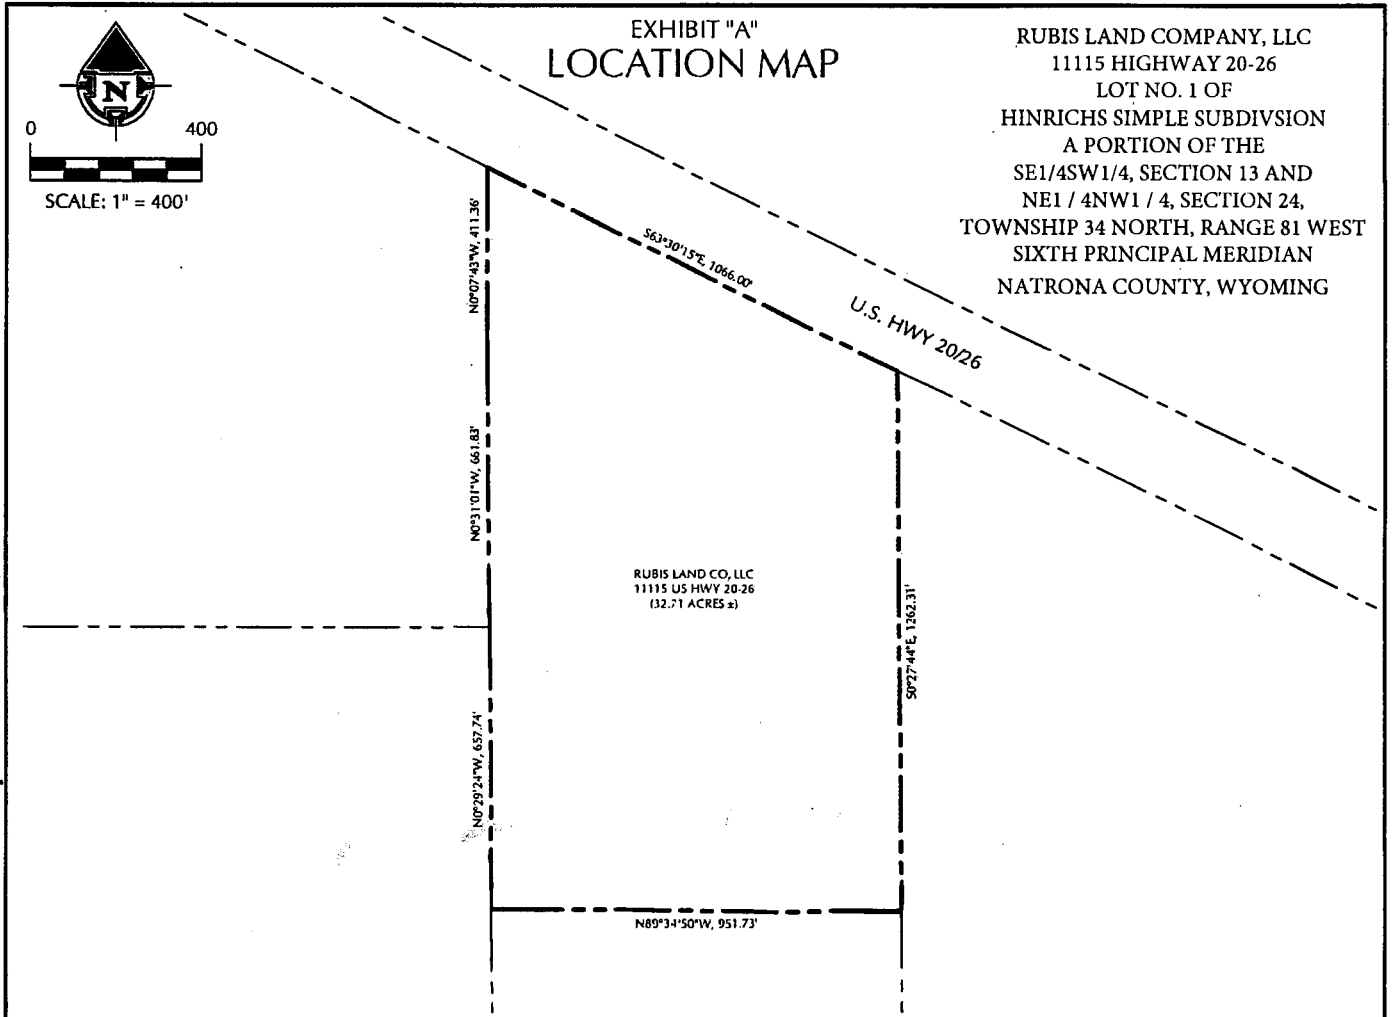 EXHIBIT "A"
LOCATION MAP
RUBIS LAND COMPANY, LLC
11115 HIGHWAY 20-26
LOT NO. 1 OF
HINRICHS SIMPLE SUBDIVSION
A PORTION OF THE
SE1/4SW1/4, SECTION 13 AND
NE1 / 4NW1 / 4, SECTION 24,
TOWNSHIP 34 NORTH, RANGE 81 WEST
SIXTH PRINCIPAL MERIDIAN
NATRONA COUNTY, WYOMING
N
0 400
SCALE: 1" = 400'
N0°07'43"W, 411.36'
S63°30'15"E, 1066.00'
U.S. HWY 20/26
N0°31'01"W, 661.83'
RUBIS LAND CO, LLC
11115 US HWY 20-26
(32.71 ACRES ±)
S0°27'44"E, 1262.31'
N0°29'24"W, 657.74'
N89°34'50"W, 951.73'